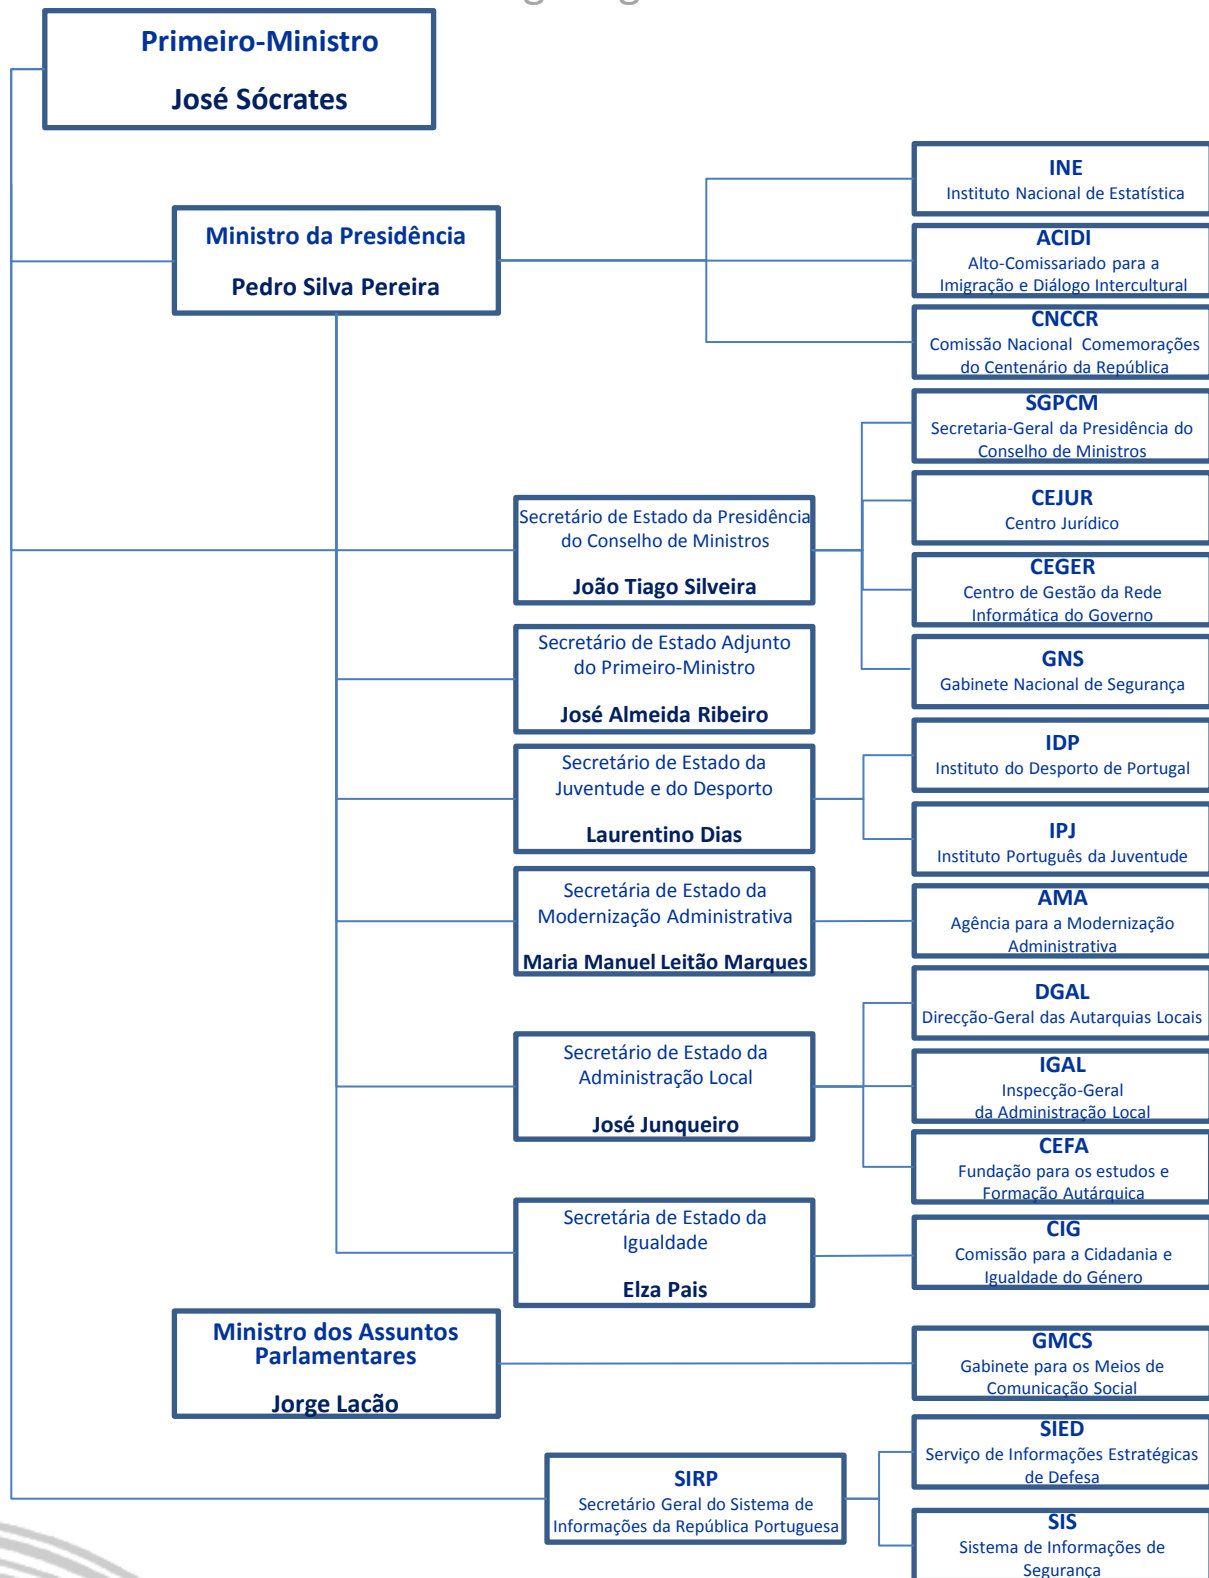 Primeiro-Ministro
José Sócrates
Ministro da Presidência
Pedro Silva Pereira
INE
Instituto Nacional de Estatística
ACIDI
Alto-Comissariado para a
Imigração e Diálogo Intercultural
CNCCR
Comissão Nacional Comemorações
do Centenário da República
Secretário de Estado da Presidência
do Conselho de Ministros
João Tiago Silveira
SGPCM
Secretaria-Geral da Presidência do
Conselho de Ministros
CEJUR
Centro Jurídico
CEGER
Centro de Gestão da Rede
Informática do Governo
GNS
Gabinete Nacional de Segurança
Secretário de Estado Adjunto
do Primeiro-Ministro
José Almeida Ribeiro
Secretário de Estado da
Juventude e do Desporto
Laurentino Dias
IDP
Instituto do Desporto de Portugal
IPJ
Instituto Português da Juventude
Secretária de Estado da
Modernização Administrativa
Maria Manuel Leitão Marques
AMA
Agência para a Modernização
Administrativa
Secretário de Estado da
Administração Local
José Junqueiro
DGAL
Direcção-Geral das Autarquias Locais
IGAL
Inspecção-Geral
da Administração Local
CEFA
Fundação para os estudos e
Formação Autárquica
Secretária de Estado da
Igualdade
Elza Pais
CIG
Comissão para a Cidadania e
Igualdade do Género
Ministro dos Assuntos
Parlamentares
Jorge Lacão
GMCS
Gabinete para os Meios de
Comunicação Social
SIRP
Secretário Geral do Sistema de
Informações da República Portuguesa
SIED
Serviço de Informações Estratégicas
de Defesa
SIS
Sistema de Informações de
Segurança